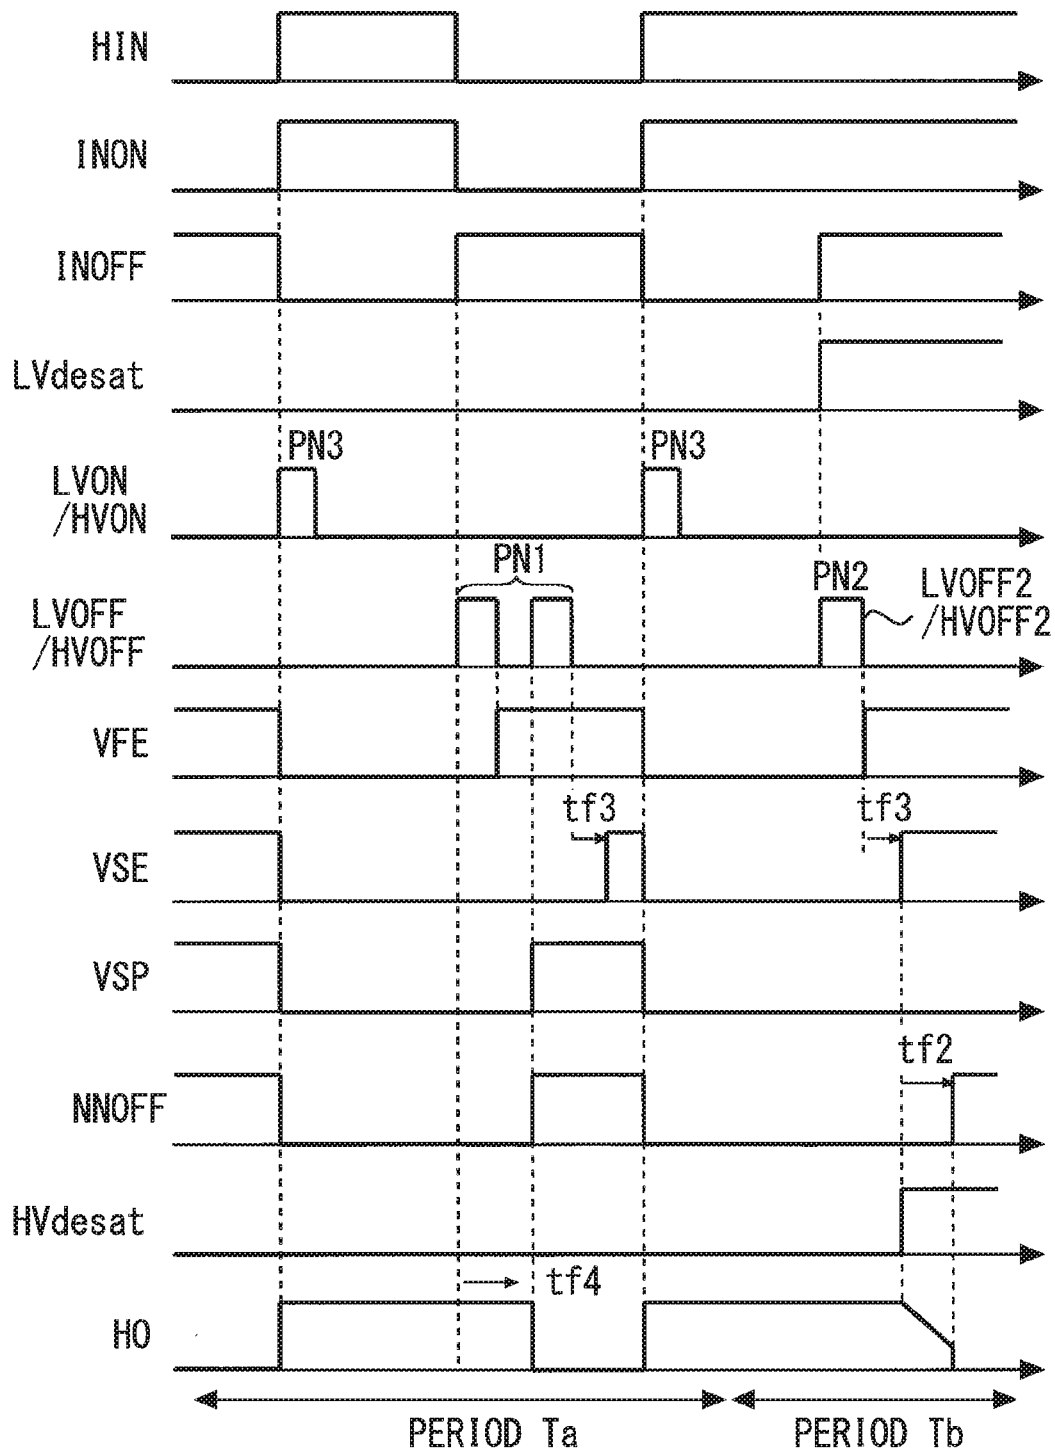 HIN
INON
INOFF
LVdesat
PN3
PN3
LVON
/HVON
PN1
PN2
LVOFF2
/HVOFF2
LVOFF
/HVOFF
VFE
tf3
tf3
VSE
VSP
tf2
NNOFF
HVdesat
tf4
HO
PERIOD Ta
PERIOD Tb